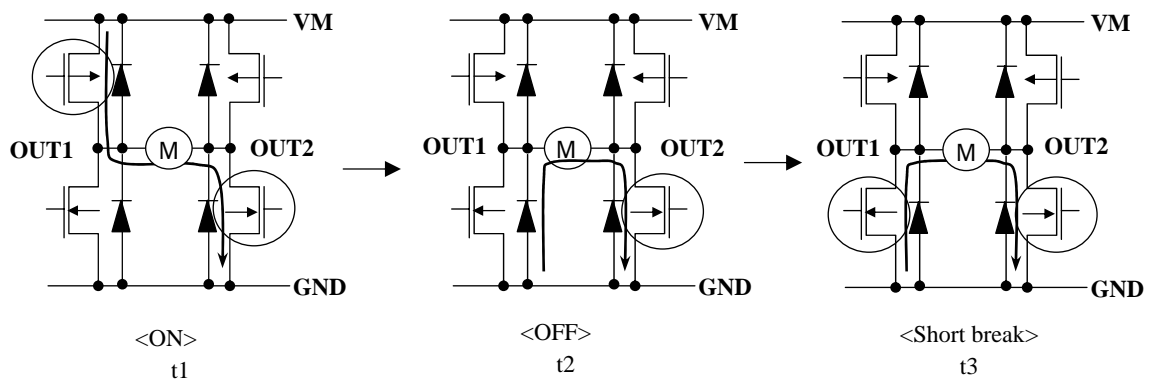 VM VM VM
OUT1 M OUT2 OUT1 M OUT2 OUT1 M OUT2
GND GND GND
<ON> <OFF> <Short break>
t1 t2 t3